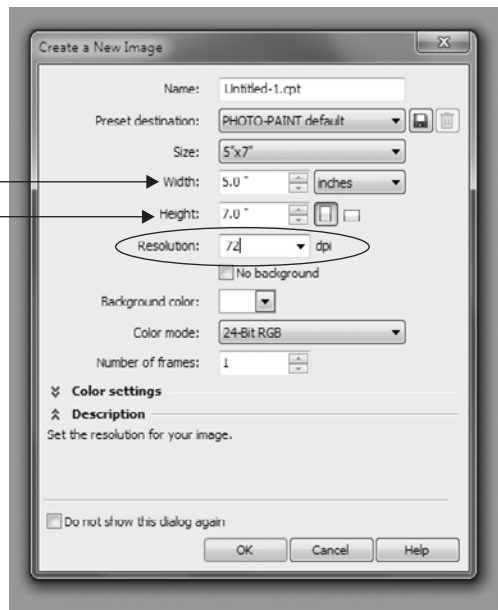 Create a New Image
Name: Untitled-1.cpt
Preset destination: PHOTO-PAINT default
Size: 5"x7"
Width: 5.0 " inches
Height: 7.0 "
Resolution: 72 dpi
No background
Background color:
Color mode: 24-Bit RGB
Number of frames: 1
Color settings
Description
Set the resolution for your image.
Do not show this dialog again
OK Cancel Help